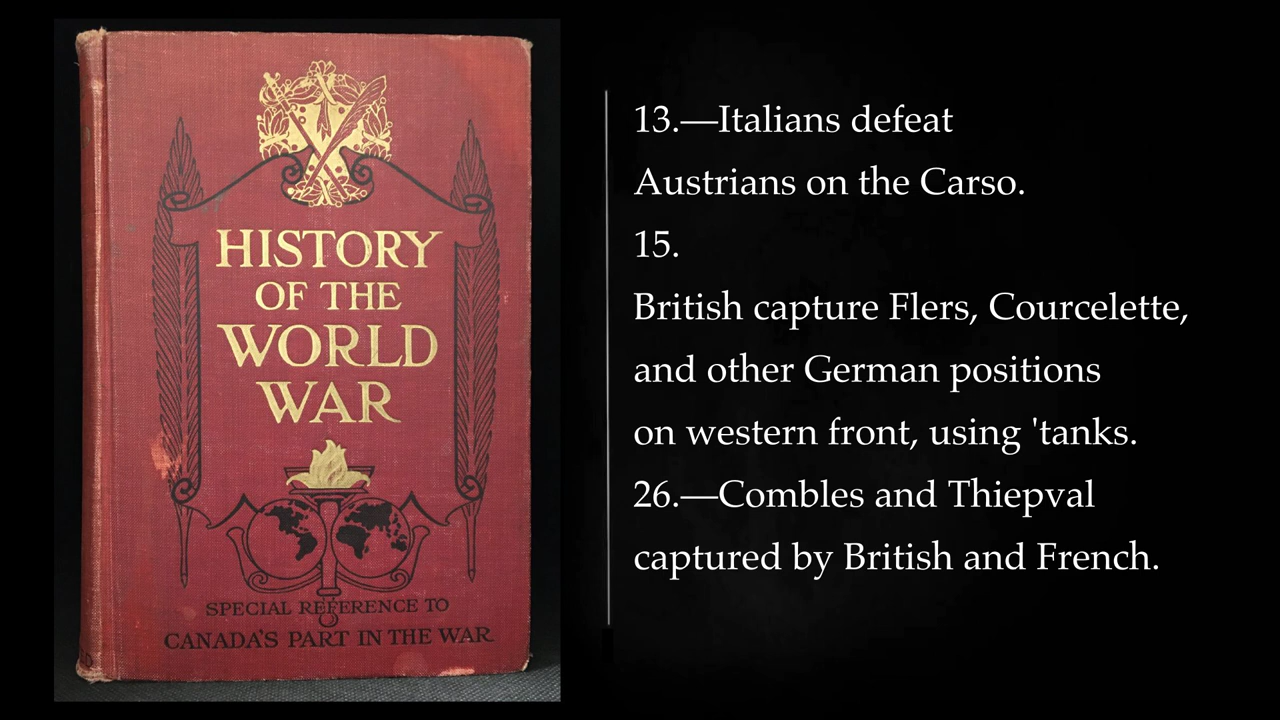 HISTORY
OF THE
WORLD
WAR
SPECIAL REFERENCE TO
CANADA'S PART IN THE WAR
13.—Italians defeat
Austrians on the Carso.
15.
British capture Flers, Courcelette,
and other German positions
on western front, using 'tanks.
26.—Combles and Thiepval
captured by British and French.